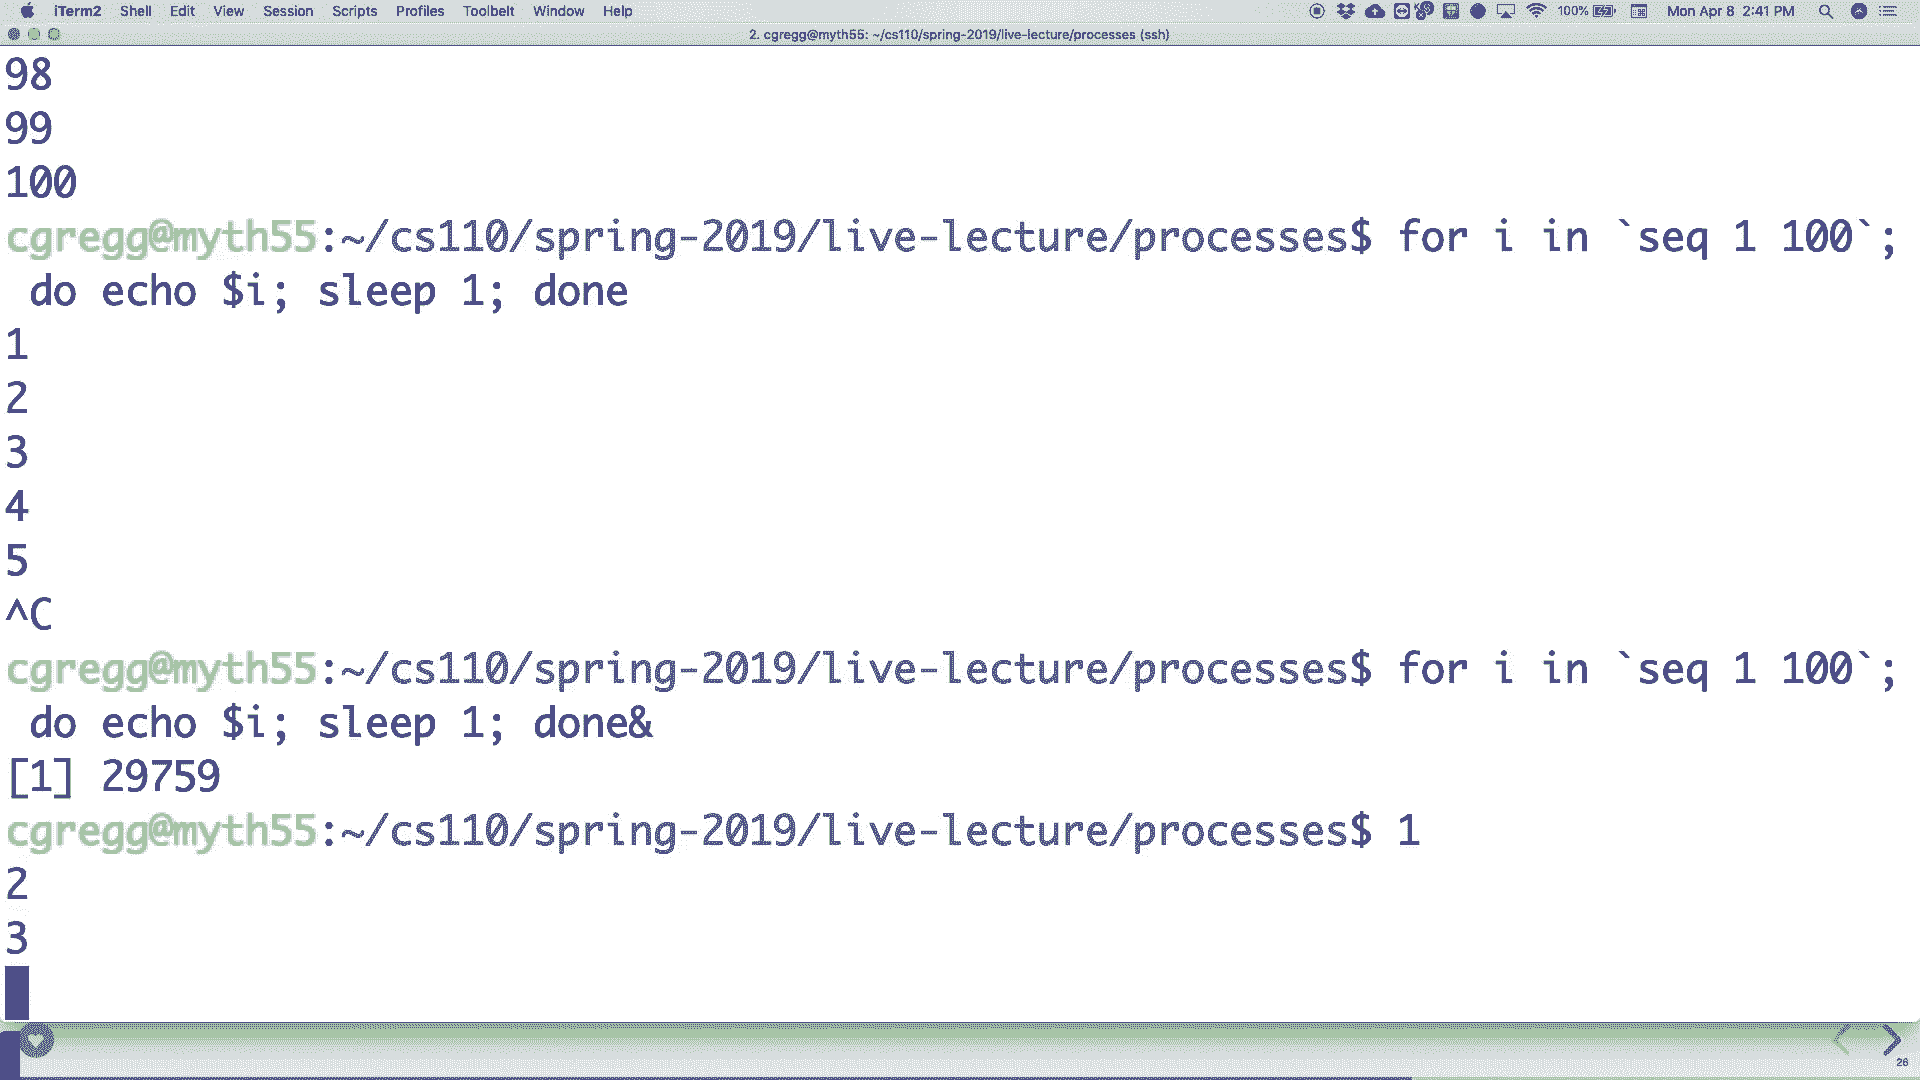 iTerm2 Shell Edit View Session Scripts Profiles Toolbelt Window Help 100% Mon Apr 8 2:41 PM
2. cgregg@myth55: ~/cs110/spring-2019/live-lecture/processes (ssh)
98
99
100
cgregg@myth55:~/cs110/spring-2019/live-lecture/processes$ for i in `seq 1 100`;
do echo $i; sleep 1; done
1
2
3
4
5
^C
cgregg@myth55:~/cs110/spring-2019/live-lecture/processes$ for i in `seq 1 100`;
do echo $i; sleep 1; done&
[1] 29759
cgregg@myth55:~/cs110/spring-2019/live-lecture/processes$ 1
2
3
26